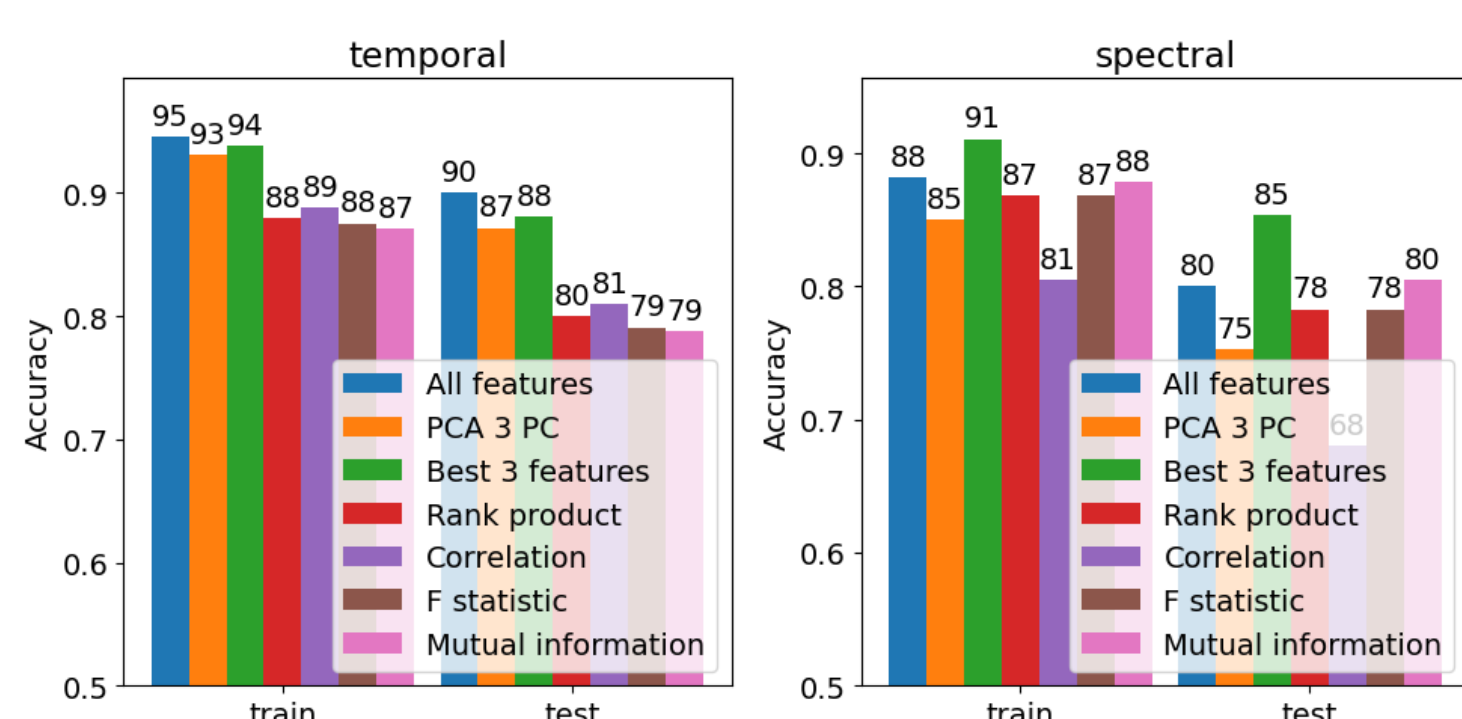 temporal
95
93
94
88
89
88
87
90
87
88
80
81
79
79
Accuracy
0.9
0.8
0.7
0.6
0.5
All features
PCA 3 PC
Best 3 features
Rank product
Correlation
F statistic
Mutual information
train
test
spectral
88
85
91
87
81
87
88
80
75
85
78
68
78
80
Accuracy
0.9
0.8
0.7
0.6
0.5
All features
PCA 3 PC
Best 3 features
Rank product
Correlation
F statistic
Mutual information
train
test